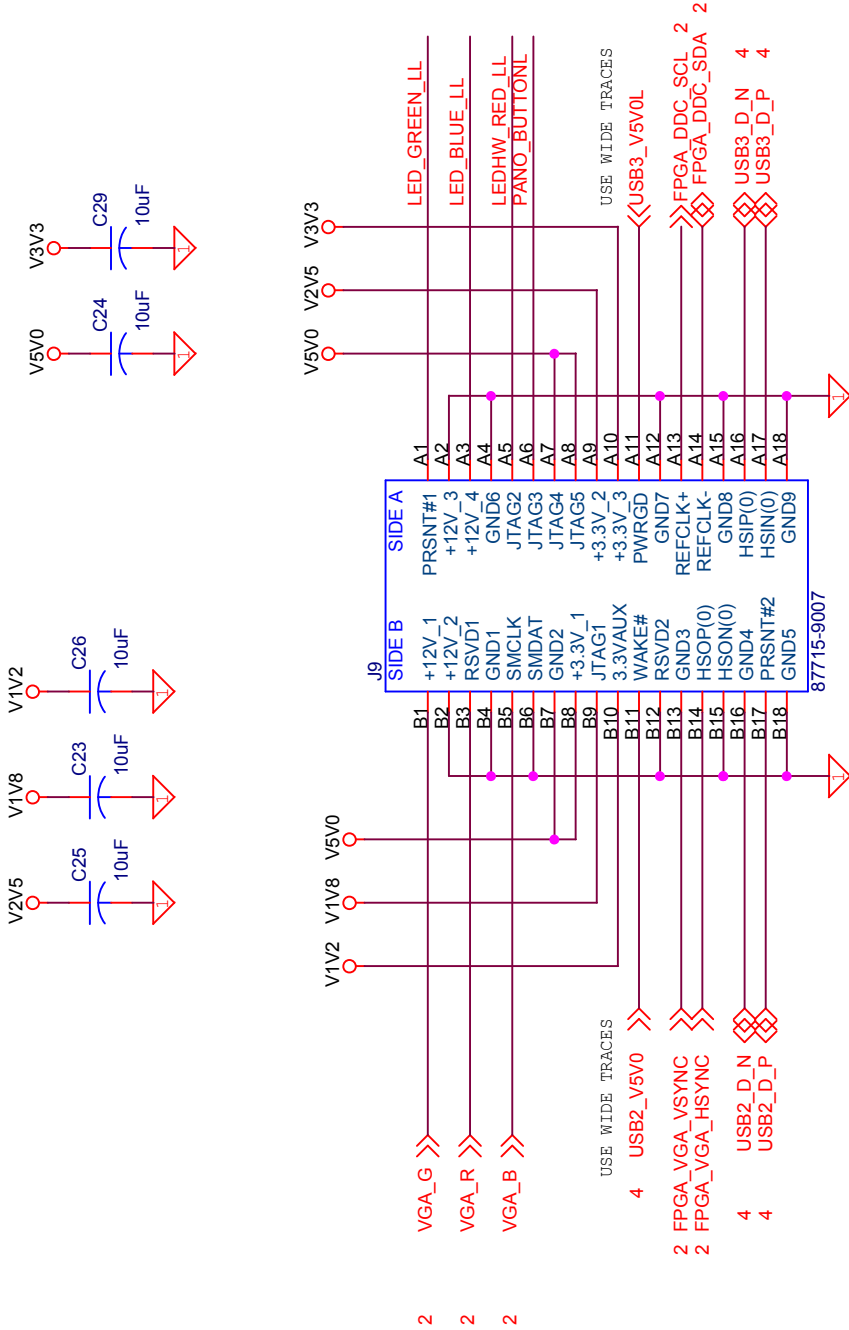 V3V3
C29
10uF
1
V5V0
C24
10uF
1
V1V2
C26
10uF
1
V1V8
C23
10uF
1
V2V5
C25
10uF
1
LED_GREEN_LL
LED_BLUE_LL
LEDHW_RED_LL
PANO_BUTTONL
V3V3
V2V5
V5V0
USE WIDE TRACES
USB3_V5V0L
FPGA_DDC_SCL 2
FPGA_DDC_SDA 2
USB3_D_N 4
USB3_D_P 4
1
J9
SIDE B
SIDE A
B1 +12V_1 PRSNT#1 A1
B2 +12V_2 +12V_3 A2
B3 RSVD1 +12V_4 A3
B4 GND1 GND6 A4
B5 SMCLK JTAG2 A5
B6 SMDAT JTAG3 A6
B7 GND2 JTAG4 A7
B8 +3.3V_1 JTAG5 A8
B9 JTAG1 +3.3V_2 A9
B10 3.3VAUX +3.3V_3 A10
B11 WAKE# PWRGD A11
B12 RSVD2 GND7 A12
B13 GND3 REFCLK+ A13
B14 HSOP(0) REFCLK- A14
B15 HSON(0) GND8 A15
B16 GND4 HSIP(0) A16
B17 PRSNT#2 HSIN(0) A17
B18 GND5 GND9 A18
87715-9007
V5V0
V1V8
V1V2
1
2 VGA_G
2 VGA_R
2 VGA_B
USE WIDE TRACES
4 USB2_V5V0
2 FPGA_VGA_VSYNC
2 FPGA_VGA_HSYNC
4 USB2_D_N
4 USB2_D_P